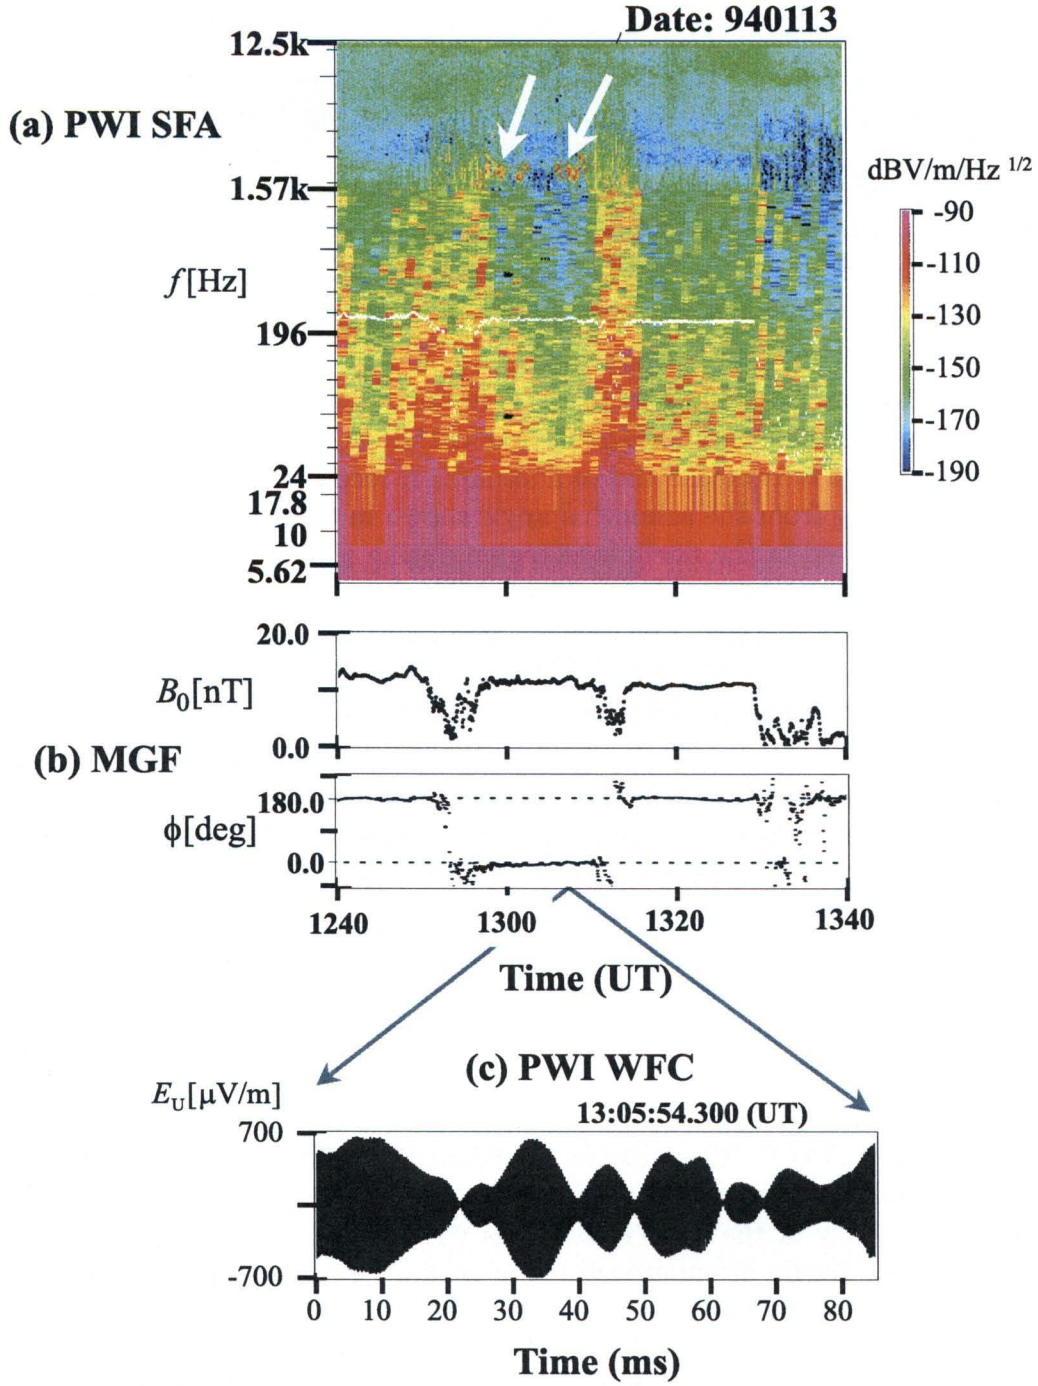 Date: 940113
12.5k
(a) PWI SFA
1.57k
f[Hz]
196
24
17.8
10
5.62
dBV/m/Hz 1/2
-90
-110
-130
-150
-170
-190
20.0
B0[nT]
0.0
(b) MGF
180.0
ϕ[deg]
0.0
1240 1300 1320 1340
Time (UT)
(c) PWI WFC
EU[μV/m]
13:05:54.300 (UT)
700
-700
0 10 20 30 40 50 60 70 80
Time (ms)